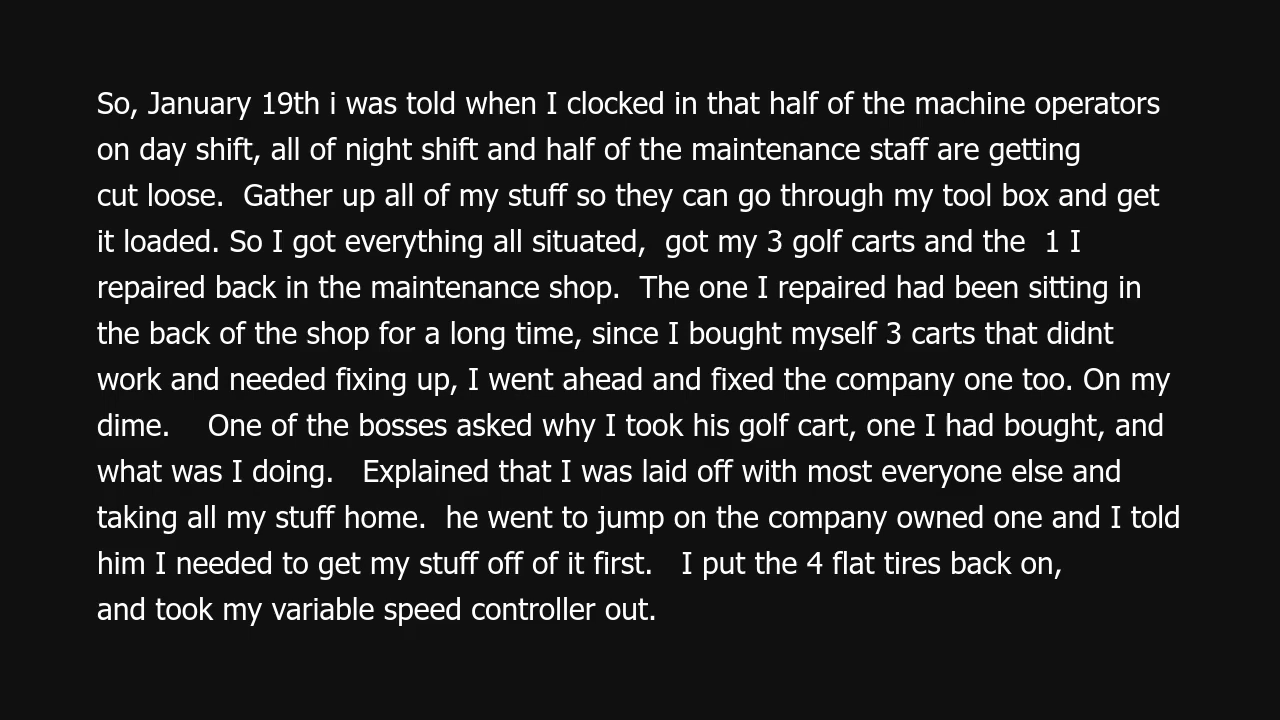 So, January 19th i was told when I clocked in that half of the machine operators
on day shift, all of night shift and half of the maintenance staff are getting
cut loose.  Gather up all of my stuff so they can go through my tool box and get
it loaded. So I got everything all situated,  got my 3 golf carts and the  1 I
repaired back in the maintenance shop.  The one I repaired had been sitting in
the back of the shop for a long time, since I bought myself 3 carts that didnt
work and needed fixing up, I went ahead and fixed the company one too. On my
dime.    One of the bosses asked why I took his golf cart, one I had bought, and
what was I doing.   Explained that I was laid off with most everyone else and
taking all my stuff home.  he went to jump on the company owned one and I told
him I needed to get my stuff off of it first.   I put the 4 flat tires back on,
and took my variable speed controller out.